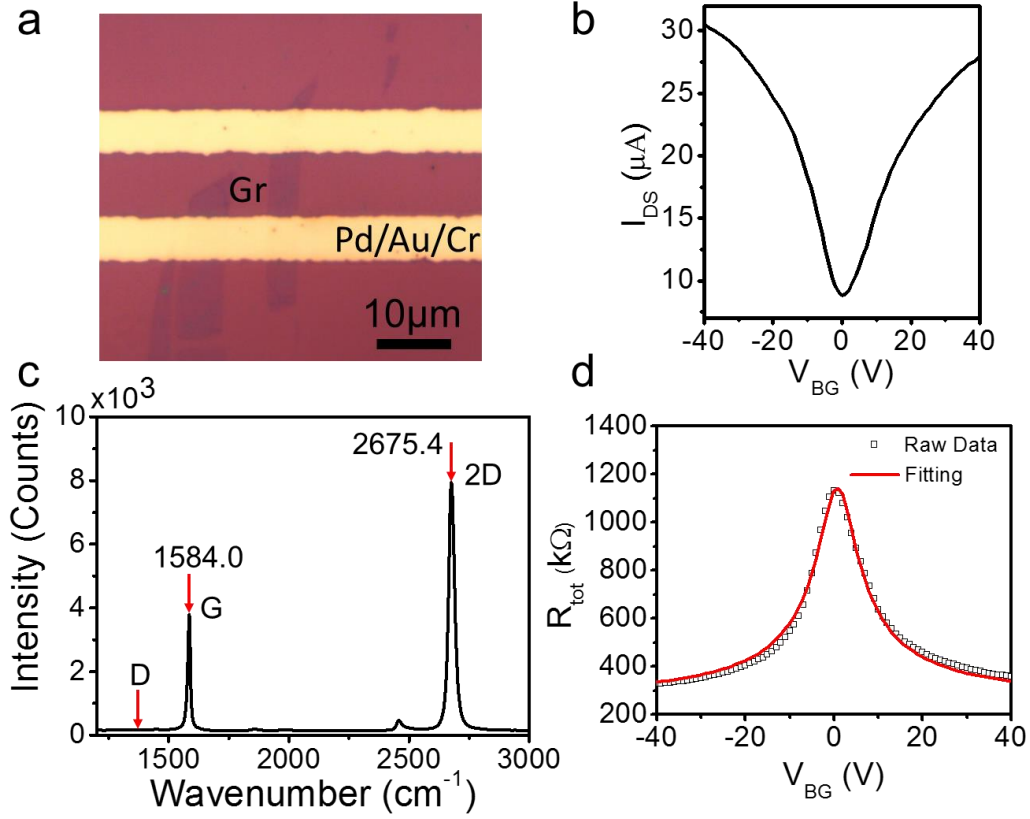 a
Gr
Pd/Au/Cr
10μm
b
30
25
20
15
10
I_DS (μA)
-40 -20 0 20 40
V_BG (V)
c
x10³
10
8
6
4
2
0
Intensity (Counts)
2675.4
2D
1584.0
G
D
1500 2000 2500 3000
Wavenumber (cm⁻¹)
d
Raw Data
Fitting
1400
1200
1000
800
600
400
200
R_tot (kΩ)
-40 -20 0 20 40
V_BG (V)